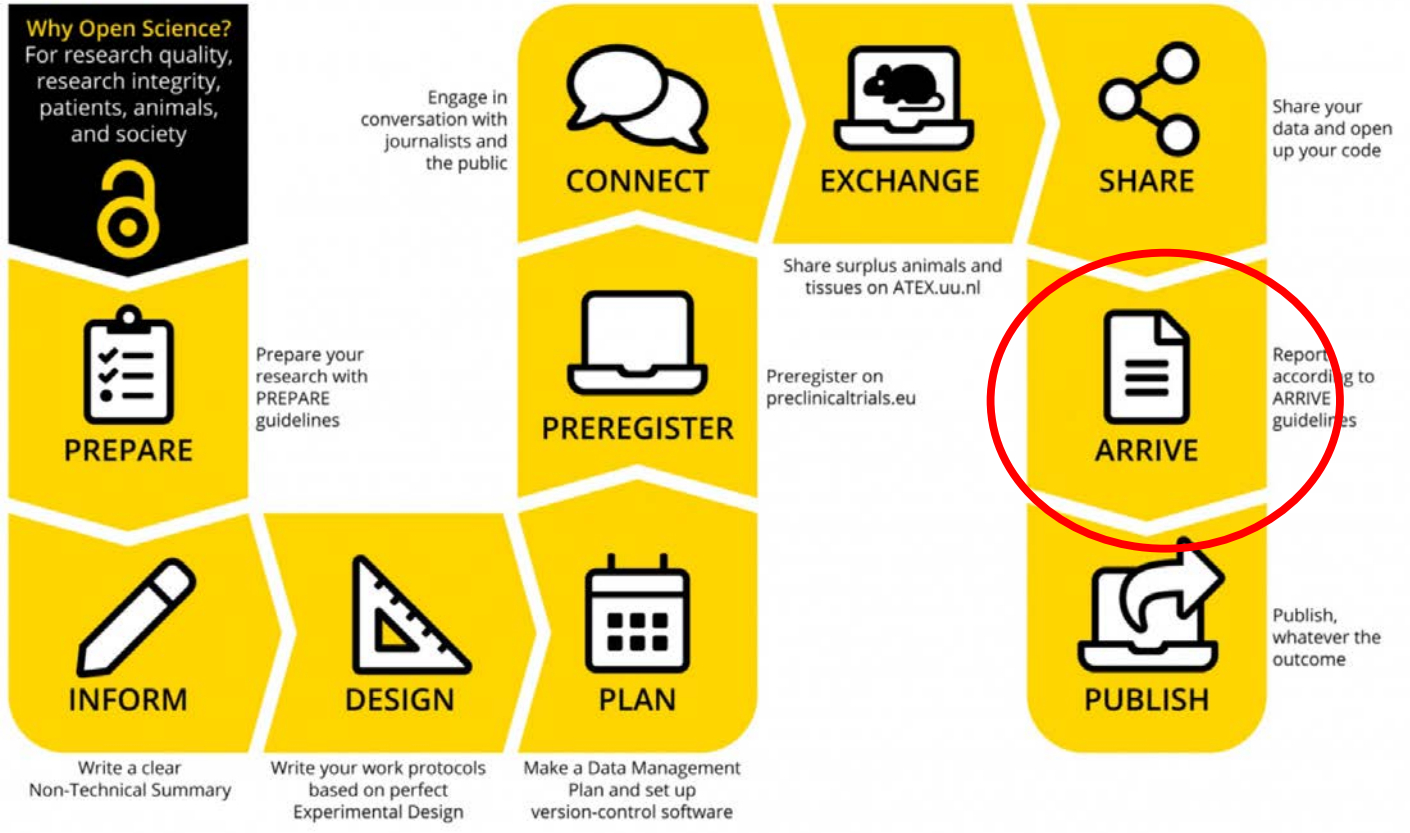 Why Open Science?
For research quality,
research integrity,
patients, animals,
and society
PREPARE
Prepare your
research with
PREPARE
guidelines
INFORM
Write a clear
Non-Technical Summary
DESIGN
Write your work protocols
based on perfect
Experimental Design
PLAN
Make a Data Management
Plan and set up
version-control software
PREREGISTER
Preregister on
preclinicaltrials.eu
CONNECT
Engage in
conversation with
journalists and
the public
EXCHANGE
Share surplus animals and
tissues on ATEX.uu.nl
SHARE
Share your
data and open
up your code
ARRIVE
Report
according to
ARRIVE
guidelines
PUBLISH
Publish,
whatever the
outcome